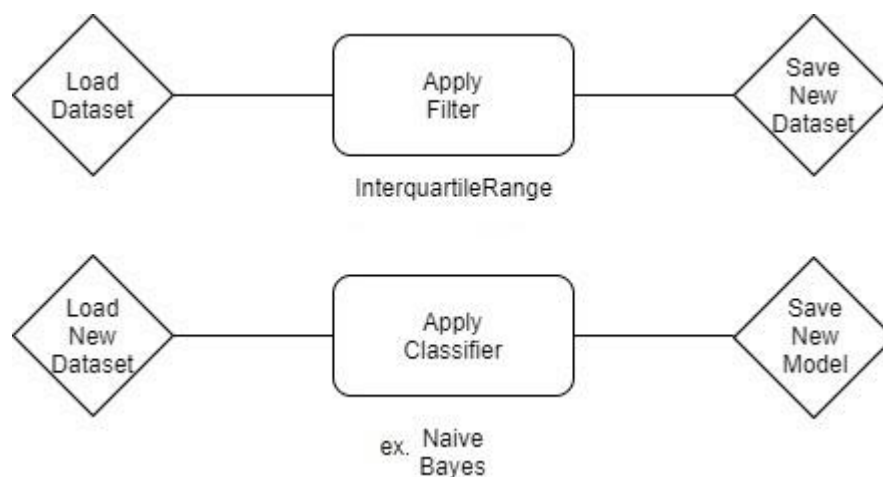 Load
Dataset
Apply
Filter
Save
New
Dataset
InterquartileRange
Load
New
Dataset
Apply
Classifier
Save
New
Model
ex. Naive
Bayes